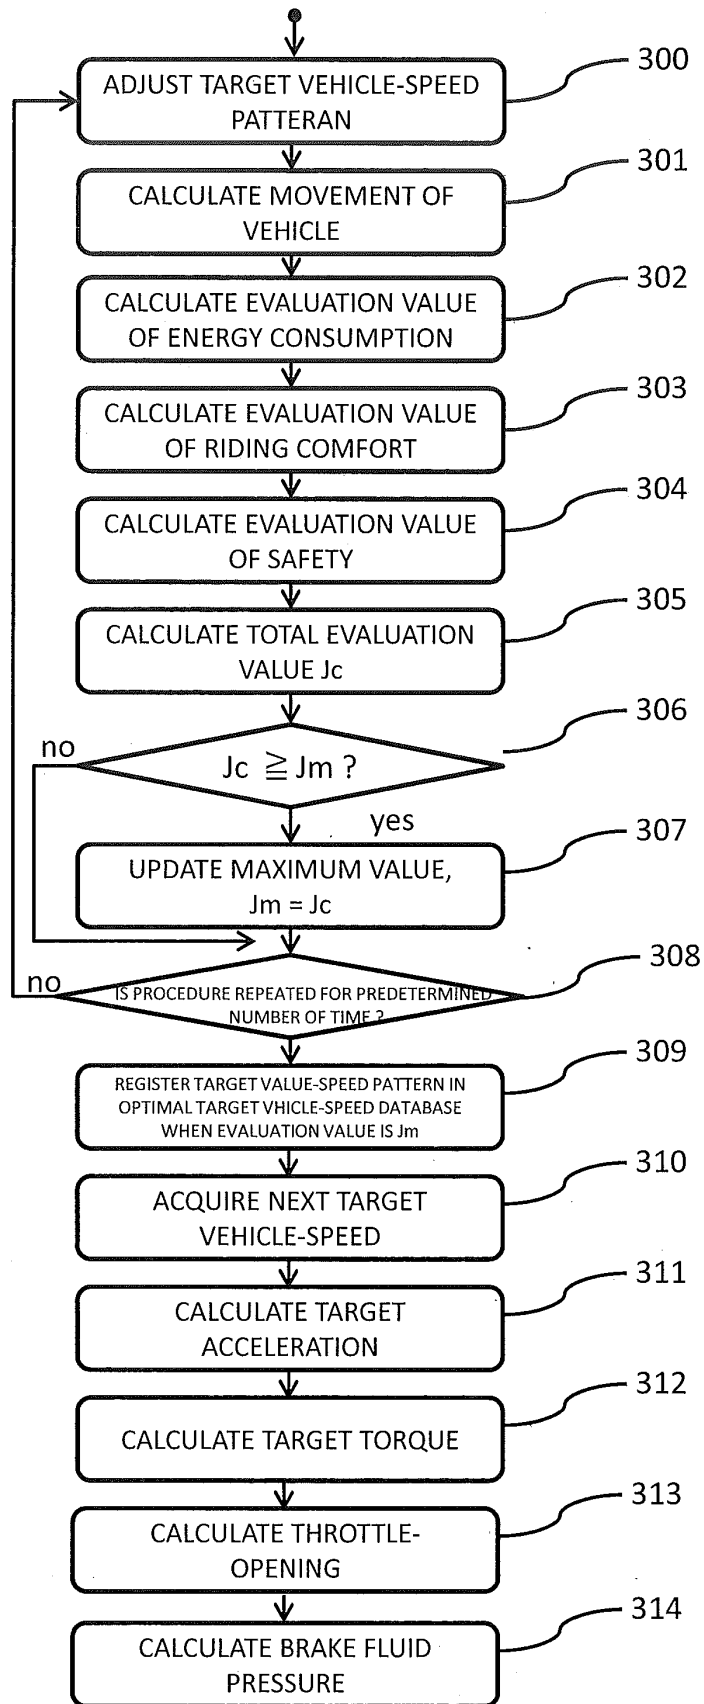 300
ADJUST TARGET VEHICLE-SPEED
PATTERAN
301
CALCULATE MOVEMENT OF
VEHICLE
302
CALCULATE EVALUATION VALUE
OF ENERGY CONSUMPTION
303
CALCULATE EVALUATION VALUE
OF RIDING COMFORT
304
CALCULATE EVALUATION VALUE
OF SAFETY
305
CALCULATE TOTAL EVALUATION
VALUE Jc
306
no
Jc ≧ Jm ?
yes
307
UPDATE MAXIMUM VALUE,
Jm = Jc
308
no
IS PROCEDURE REPEATED FOR PREDETERMINED
NUMBER OF TIME ?
309
REGISTER TARGET VALUE-SPEED PATTERN IN
OPTIMAL TARGET VHICLE-SPEED DATABASE
WHEN EVALUATION VALUE IS Jm
310
ACQUIRE NEXT TARGET
VEHICLE-SPEED
311
CALCULATE TARGET
ACCELERATION
312
CALCULATE TARGET TORQUE
313
CALCULATE THROTTLE-
OPENING
314
CALCULATE BRAKE FLUID
PRESSURE